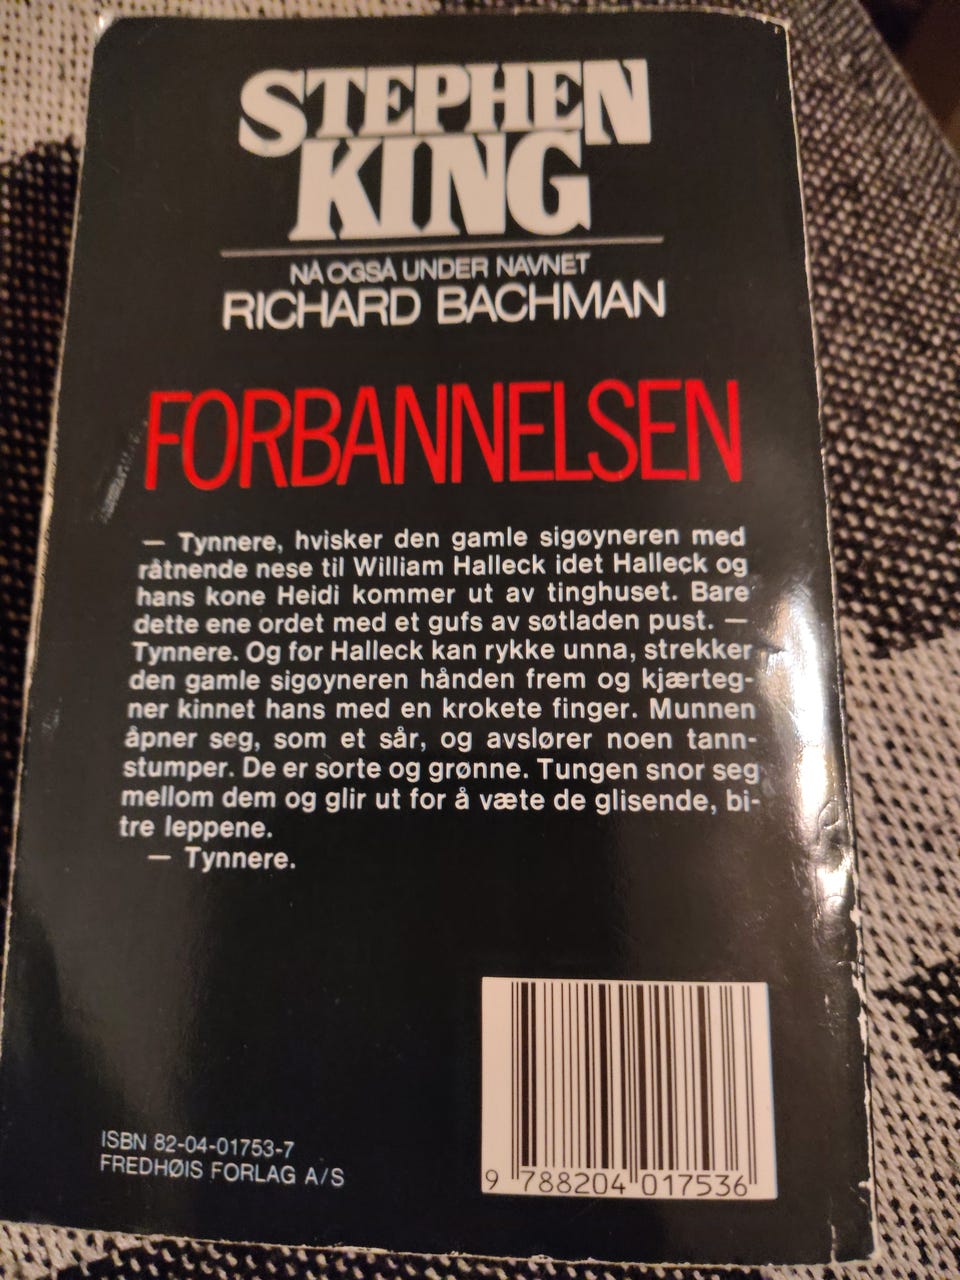 STEPHEN
KING
NÅ OGSÅ UNDER NAVNET
RICHARD BACHMAN
FORBANNELSEN
— Tynnere, hvisker den gamle sigøyneren med
råtnende nese til William Halleck idet Halleck og
hans kone Heidi kommer ut av tinghuset. Bare
dette ene ordet med et gufs av søtladen pust. —
Tynnere. Og før Halleck kan rykke unna, strekker
den gamle sigøyneren hånden frem og kjærteg-
ner kinnet hans med en krokete finger. Munnen
åpner seg, som et sår, og avslører noen tann-
stumper. De er sorte og grønne. Tungen snor seg
mellom dem og glir ut for å væte de glisende, bi-
tre leppene.
— Tynnere.
ISBN 82-04-01753-7
FREDHØIS FORLAG A/S
9 788204 017536